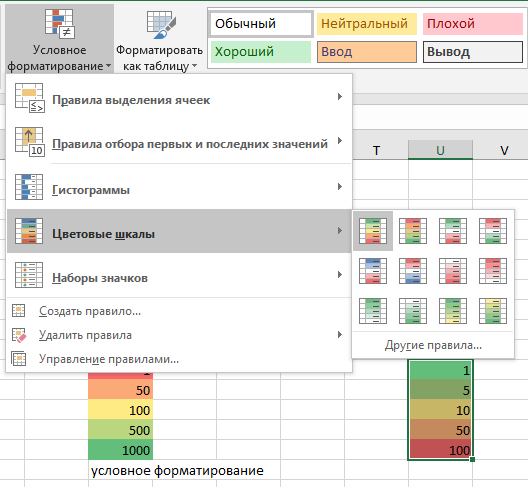 Условное форматирование
Форматировать как таблицу
Обычный Нейтральный Плохой
Хороший Ввод Вывод
Правила выделения ячеек
Правила отбора первых и последних значений
Гистограммы
Цветовые шкалы
Наборы значков
Создать правило...
Удалить правила
Управление правилами...
Другие правила...
T U V
1
50
100
500
1000
условное форматирование
1
5
10
50
100